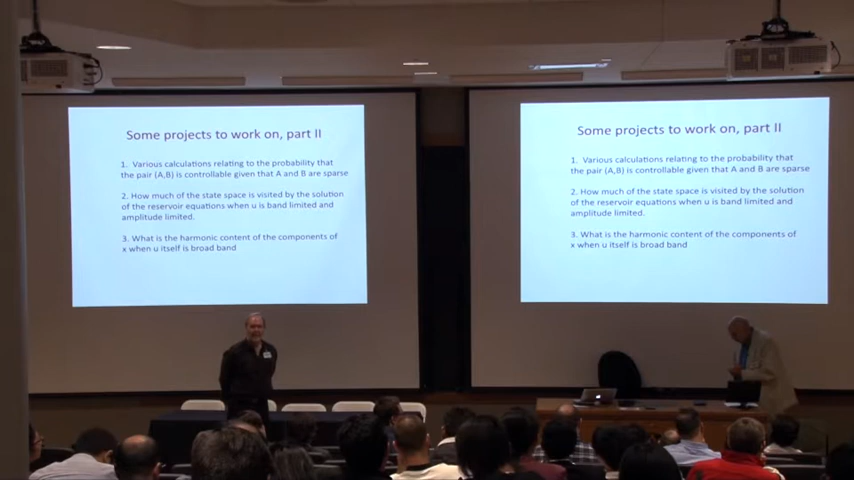 Some projects to work on, part II
1. Various calculations relating to the probability that
the pair (A,B) is controllable given that A and B are sparse
2. How much of the state space is visited by the solution
of the reservoir equations when u is band limited and
amplitude limited.
3. What is the harmonic content of the components of
x when u itself is broad band
Some projects to work on, part II
1. Various calculations relating to the probability that
the pair (A,B) is controllable given that A and B are sparse
2. How much of the state space is visited by the solution
of the reservoir equations when u is band limited and
amplitude limited.
3. What is the harmonic content of the components of
x when u itself is broad band